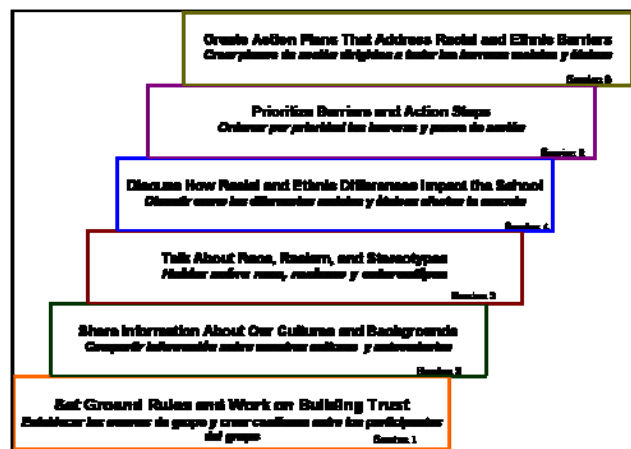 Create Action Plans That Address Racial and Ethnic Barriers
Crear planes de acción dirigidos a tratar las barreras raciales y étnicas
Session 6
Prioritize Barriers and Action Steps
Ordenar por prioridad las barreras y pasos de acción
Session 5
Discuss How Racial and Ethnic Differences Impact the School
Discutir como las diferencias raciales y étnicas afectan la escuela
Session 4
Talk About Race, Racism, and Stereotypes
Hablar sobre raza, racismo y estereotipos
Session 3
Share Information About Our Cultures and Backgrounds
Compartir información sobre nuestras culturas y antecedentes
Session 2
Set Ground Rules and Work on Building Trust
Establecer las normas de grupo y crear confianza entre los participantes
del grupo
Session 1